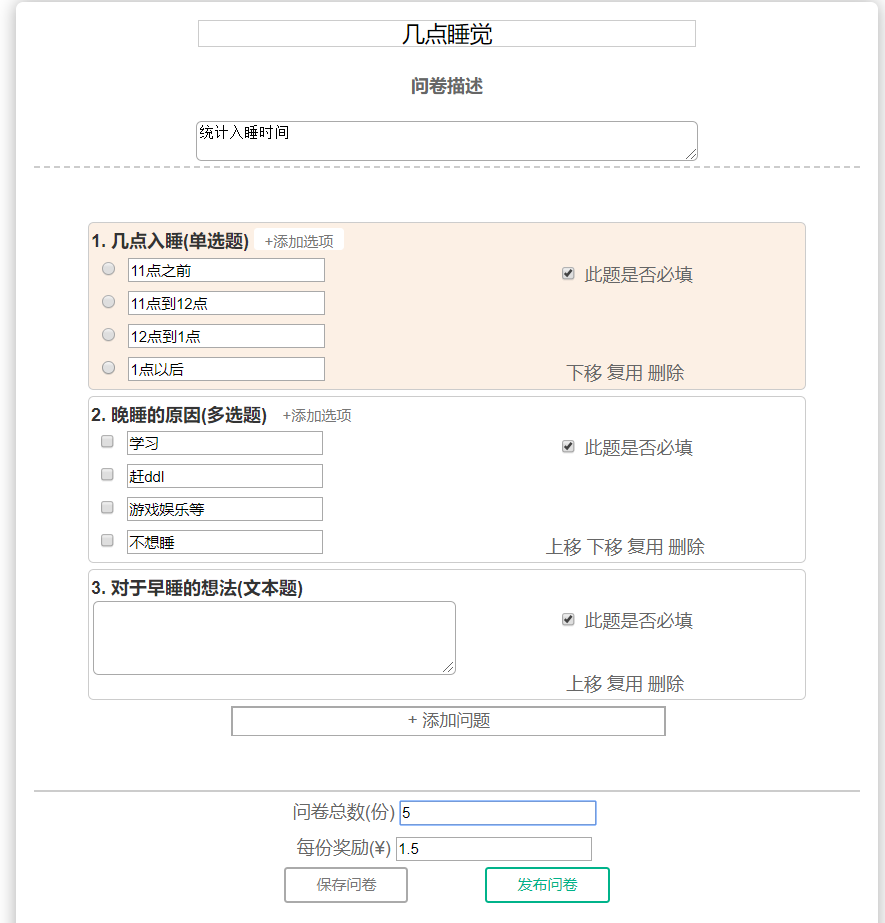 几点睡觉
问卷描述
统计入睡时间
1. 几点入睡(单选题) +添加选项
11点之前
此题是否必填
11点到12点
12点到1点
1点以后
下移 复用 删除
2. 晚睡的原因(多选题) +添加选项
学习
此题是否必填
赶ddl
游戏娱乐等
不想睡
上移 下移 复用 删除
3. 对于早睡的想法(文本题)
此题是否必填
上移 复用 删除
+ 添加问题
问卷总数(份) 5
每份奖励(¥) 1.5
保存问卷 发布问卷